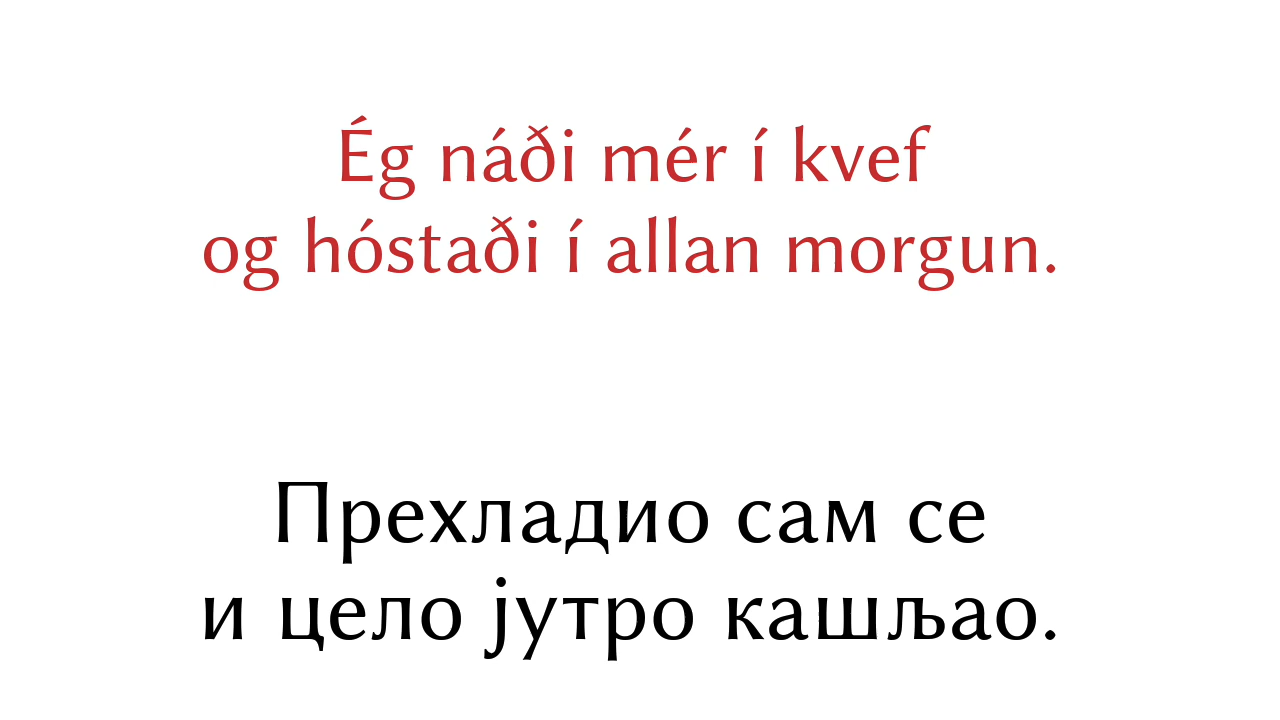 Ég náði mér í kvef
og hóstaði í allan morgun.
Прехладио сам се
и цело јутро кашљао.